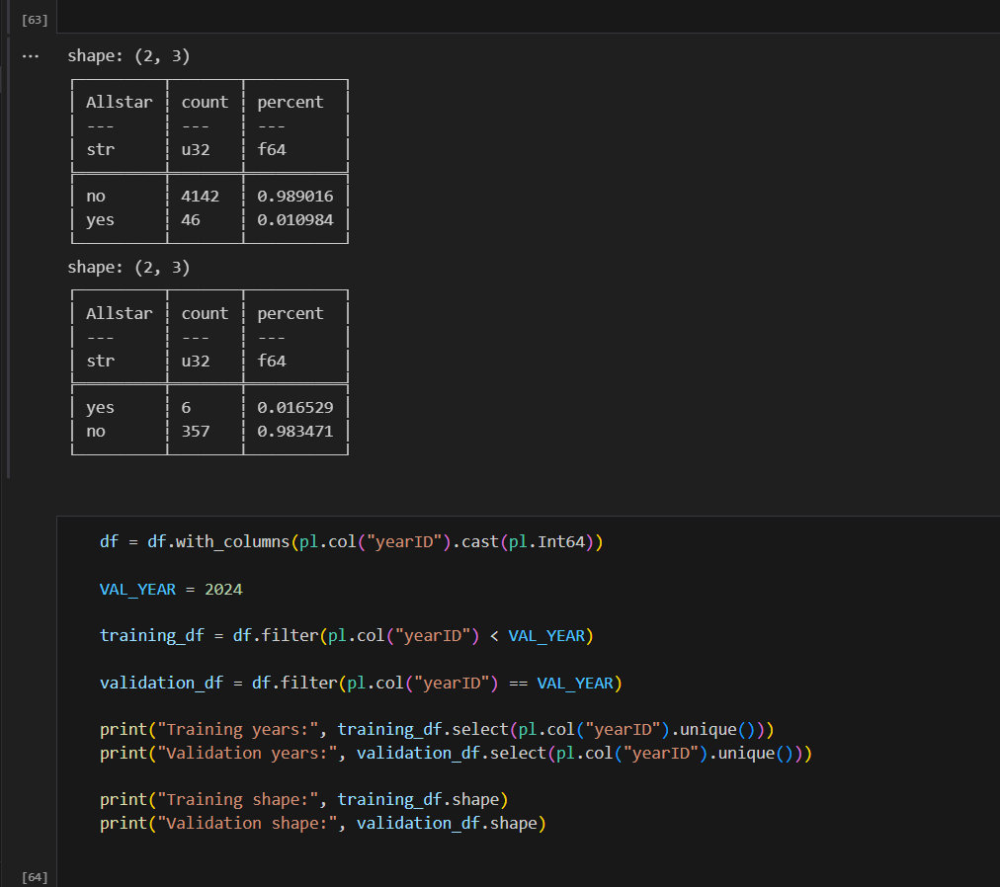 [63]
...
shape: (2, 3)
Allstar ┆ count ┆ percent
--- ┆ --- ┆ ---
str ┆ u32 ┆ f64
no ┆ 4142 ┆ 0.989016
yes ┆ 46 ┆ 0.010984
shape: (2, 3)
Allstar ┆ count ┆ percent
--- ┆ --- ┆ ---
str ┆ u32 ┆ f64
yes ┆ 6 ┆ 0.016529
no ┆ 357 ┆ 0.983471
df = df.with_columns(pl.col("yearID").cast(pl.Int64))
VAL_YEAR = 2024
training_df = df.filter(pl.col("yearID") < VAL_YEAR)
validation_df = df.filter(pl.col("yearID") == VAL_YEAR)
print("Training years:", training_df.select(pl.col("yearID").unique()))
print("Validation years:", validation_df.select(pl.col("yearID").unique()))
print("Training shape:", training_df.shape)
print("Validation shape:", validation_df.shape)
[64]